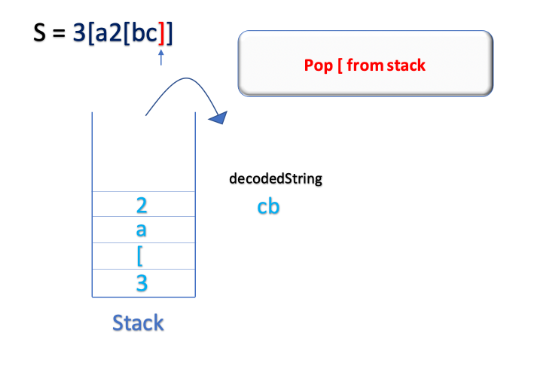 S = 3[a2[bc]]
Pop [ from stack
decodedString
cb
2
a
[
3
Stack